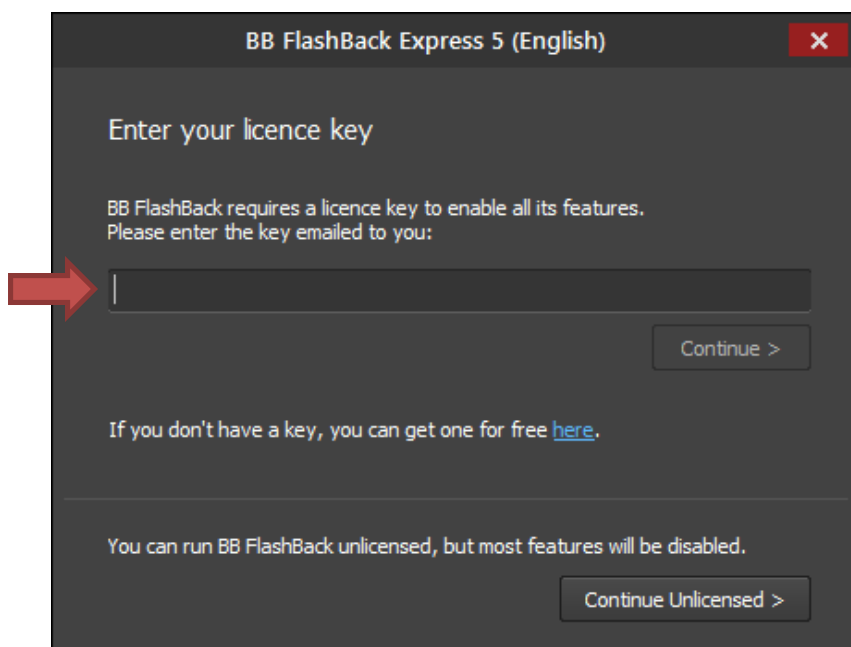 BB FlashBack Express 5 (English)
Enter your licence key
BB FlashBack requires a licence key to enable all its features.
Please enter the key emailed to you:
Continue >
If you don't have a key, you can get one for free here.
You can run BB FlashBack unlicensed, but most features will be disabled.
Continue Unlicensed >